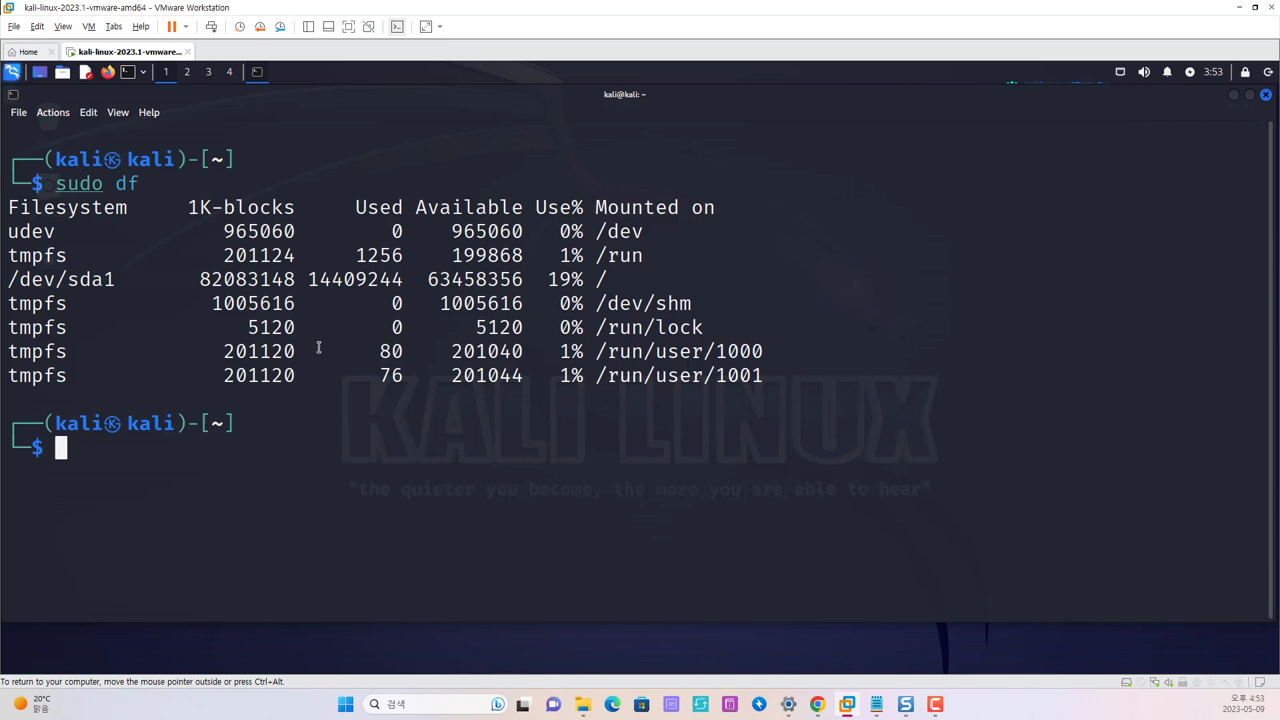 kali-linux-2023.1-vmware-amd64 - VMware Workstation
File Edit View VM Tabs Help
Home kali-linux-2023.1-vmware...
1 2 3 4 3:53
kali@kali: ~
File Actions Edit View Help
┌──(kali㉿kali)-[~]
└─$ sudo df
Filesystem 1K-blocks Used Available Use% Mounted on
udev 965060 0 965060 0% /dev
tmpfs 201124 1256 199868 1% /run
/dev/sda1 82083148 14409244 63458356 19% /
tmpfs 1005616 0 1005616 0% /dev/shm
tmpfs 5120 0 5120 0% /run/lock
tmpfs 201120 80 201040 1% /run/user/1000
tmpfs 201120 76 201044 1% /run/user/1001
┌──(kali㉿kali)-[~]
└─$
KALI LINUX
"the quieter you become, the more you are able to hear"
To return to your computer, move the mouse pointer outside or press Ctrl+Alt.
20°C
맑음
검색
오후 4:53
2023-05-09